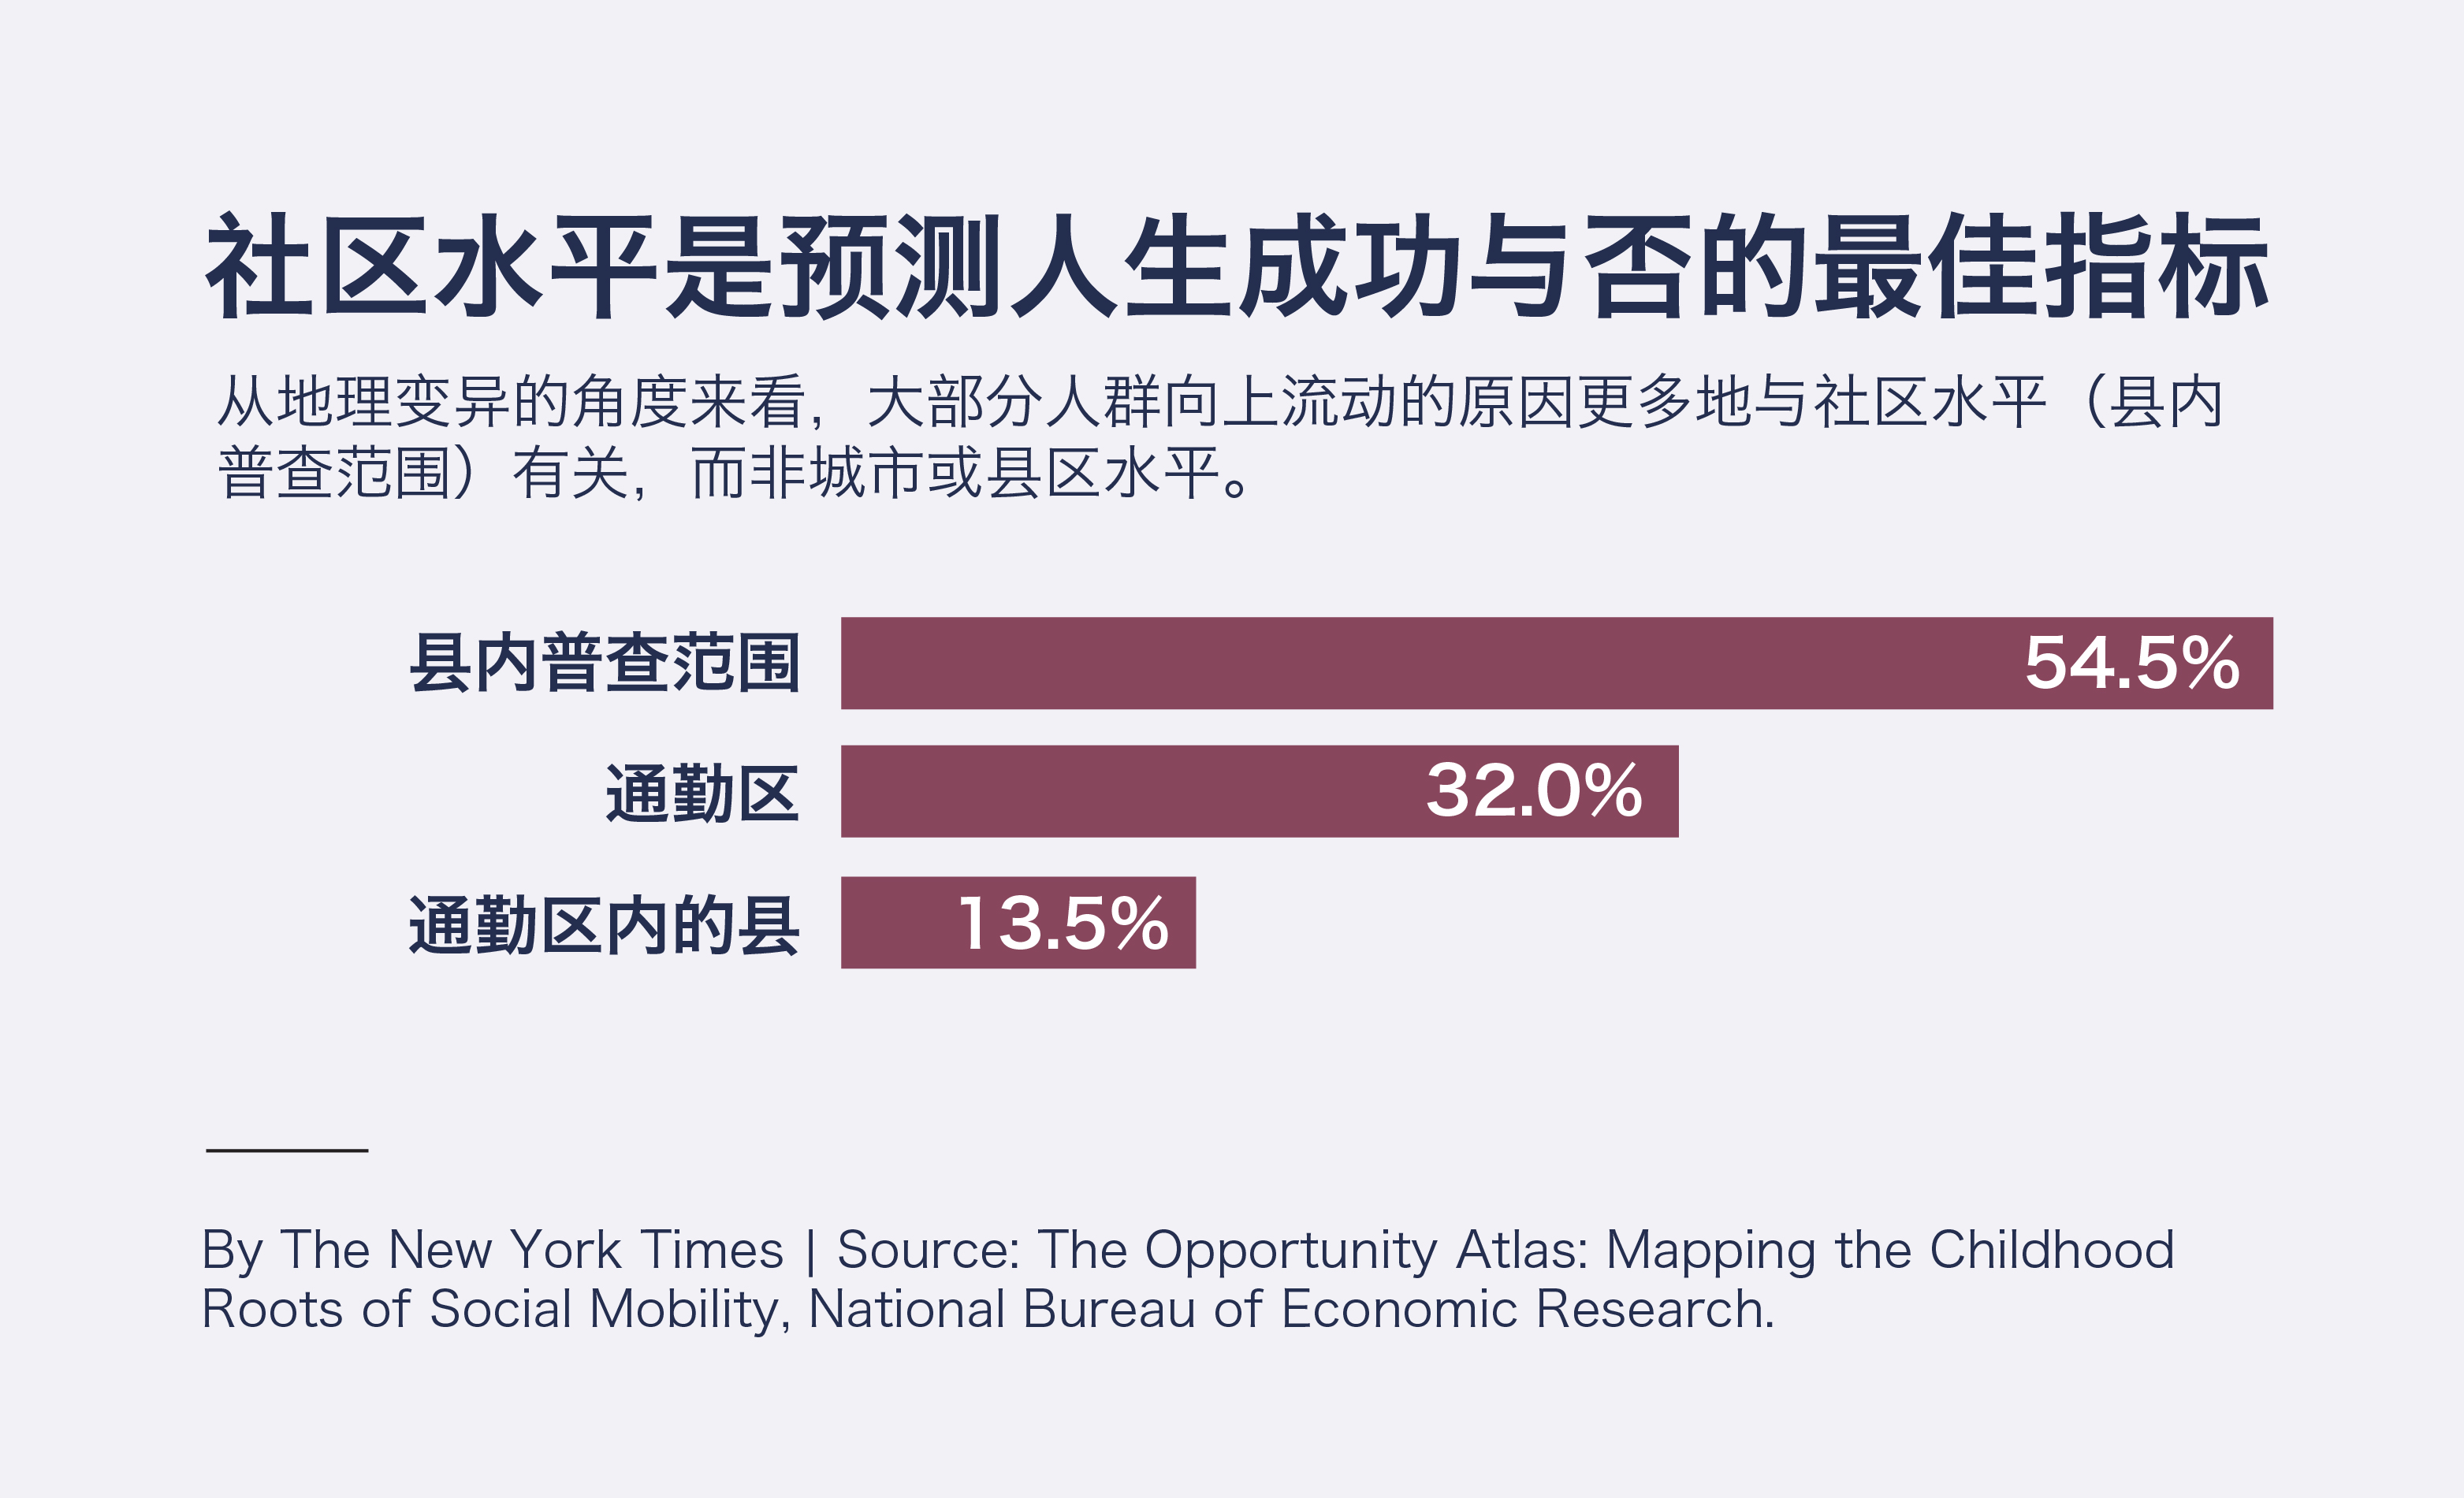 社区水平是预测人生成功与否的最佳指标
从地理变异的角度来看，大部分人群向上流动的原因更多地与社区水平（县内
普查范围）有关，而非城市或县区水平。
县内普查范围 54.5%
通勤区 32.0%
通勤区内的县 13.5%
By The New York Times | Source: The Opportunity Atlas: Mapping the Childhood
Roots of Social Mobility, National Bureau of Economic Research.